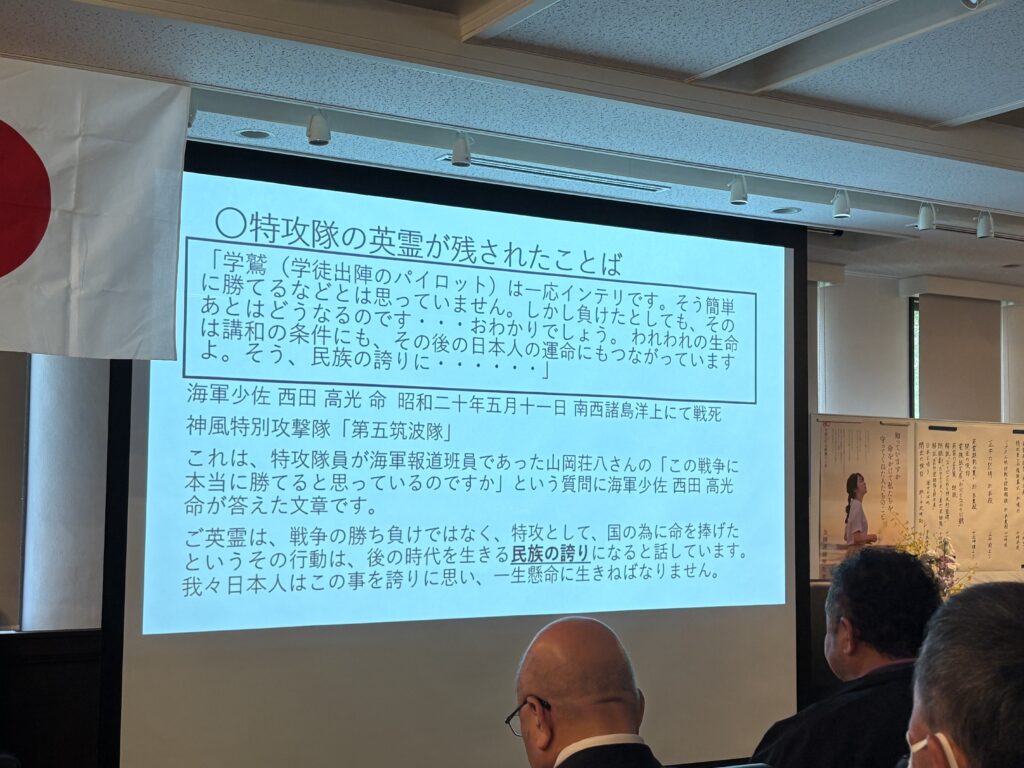 〇特攻隊の英霊が残されたことば
「学鷲（学徒出陣のパイロット）は一応インテリです。そう簡単
に勝てるなどとは思っていません。しかし負けたとしても、その
あとはどうなるのです・・・おわかりでしょう。われわれの生命
は講和の条件にも、その後の日本人の運命にもつながっています
よ。そう、民族の誇りに・・・・・・」
海軍少佐 西田 高光 命 昭和二十年五月十一日 南西諸島洋上にて戦死
神風特別攻撃隊「第五筑波隊」
これは、特攻隊員が海軍報道班員であった山岡荘八さんの「この戦争に
本当に勝てると思っているのですか」という質問に海軍少佐 西田 高光
命が答えた文章です。
ご英霊は、戦争の勝ち負けではなく、特攻として、国の為に命を捧げた
というその行動は、後の時代を生きる民族の誇りになると話しています。
我々日本人はこの事を誇りに思い、一生懸命に生きねばなりません。